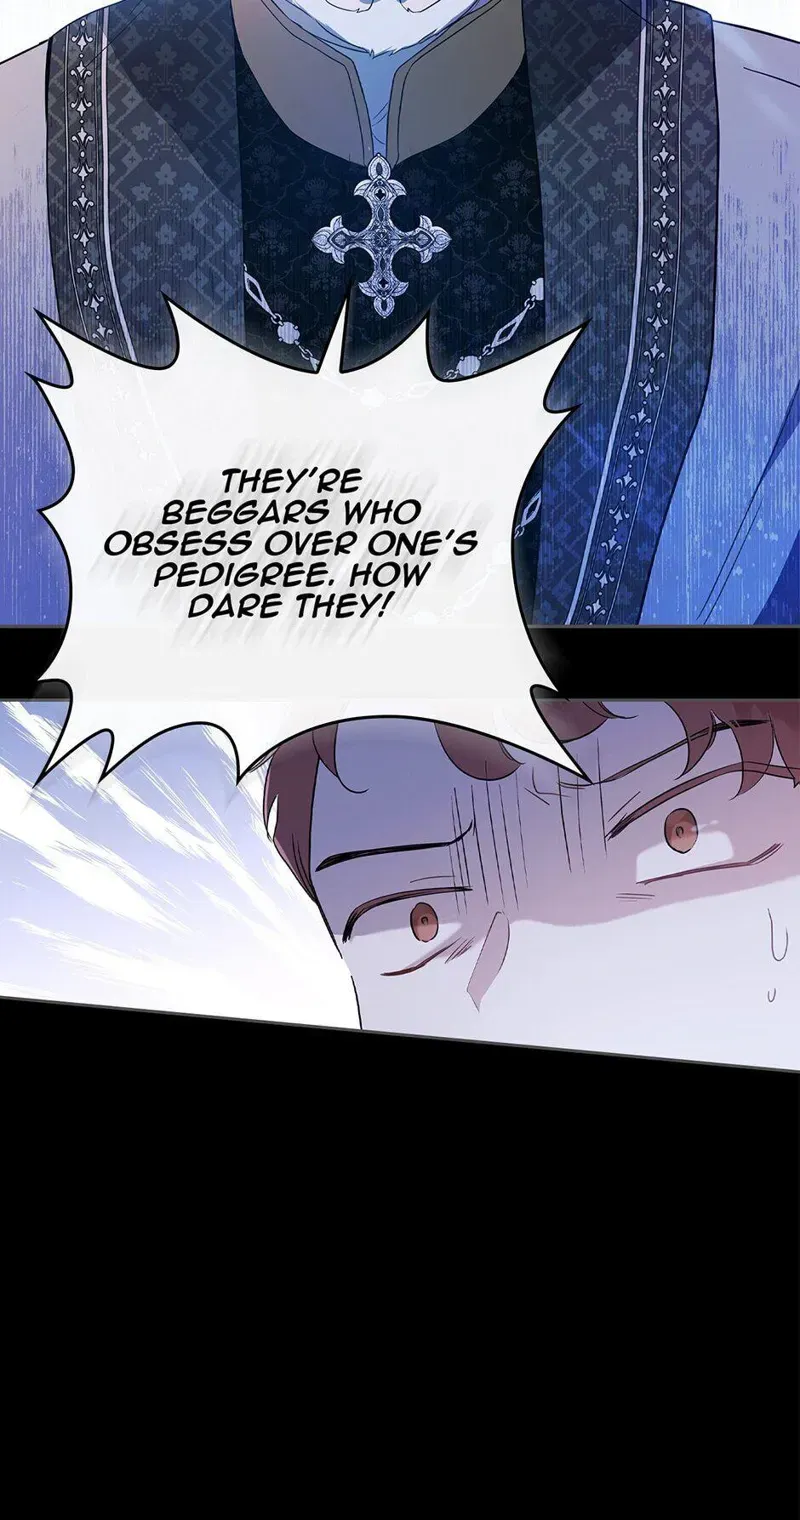 THEY'RE
BEGGARS WHO
OBSESS OVER ONE'S
PEDIGREE. HOW
DARE THEY!